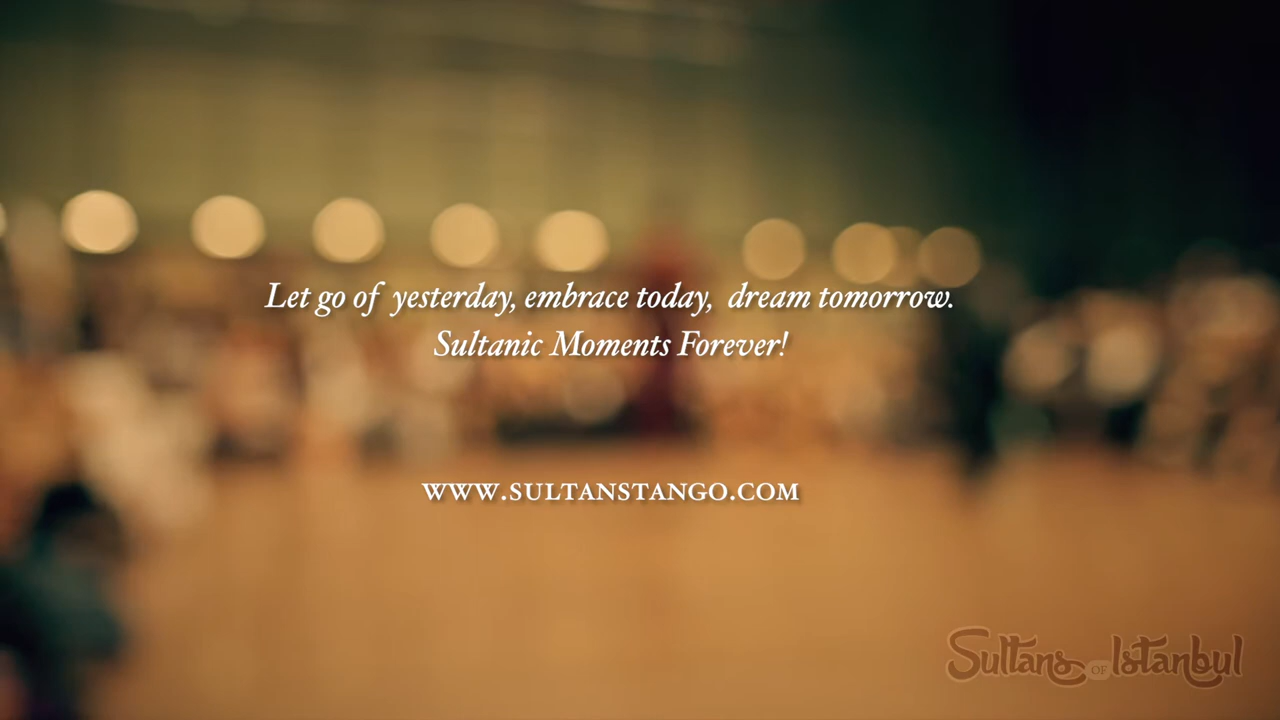 Let go of yesterday, embrace today, dream tomorrow.
Sultanic Moments Forever!
WWW.SULTANSTANGO.COM
Sultans OF Istanbul